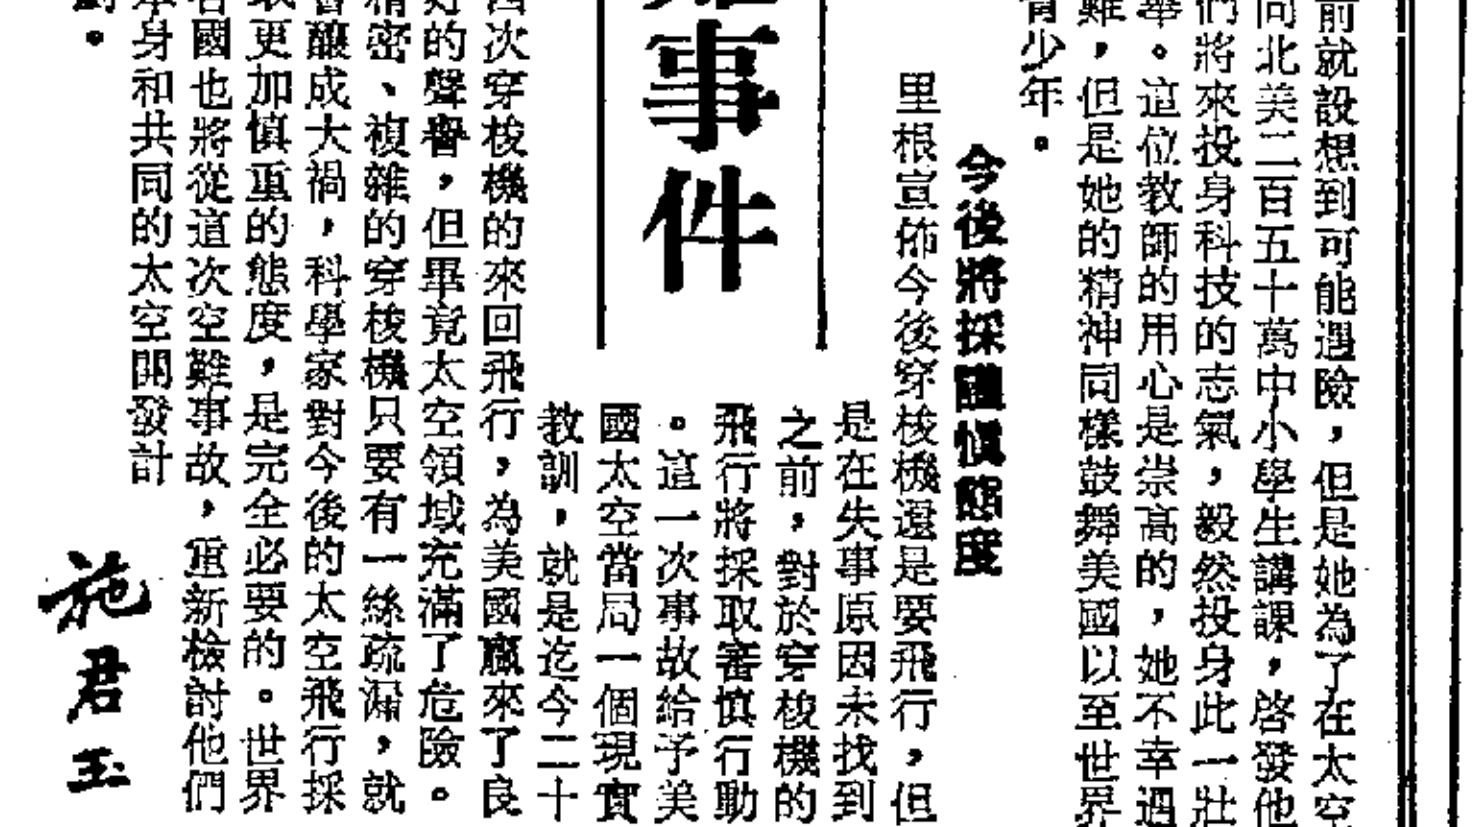 前就設想到可能遇險，但是她為了在太空
向北美二百五十萬中小學生講課，啓發他
們將來投身科技的志氣，毅然投身此一壯
舉。這位教師的用心是崇高的，她不幸遇
難，但是她的精神同樣鼓舞美國以至世界
青少年。
今後將採謹慎態度
里根宣佈今後穿梭機還是要飛行，但
是在失事原因未找到
之前，對於穿梭機的
飛行將採取審慎行動
。這一次事故給予美
國太空當局一個現實
教訓，就是迄今二十
難事件
四次穿梭機的來回飛行，為美國贏來了良
好的聲譽，但畢竟太空領域充滿了危險。
精密、複雜的穿梭機只要有一絲疏漏，就
會釀成大禍，科學家對今後的太空飛行採
取更加慎重的態度，是完全必要的。世界
各國也將從這次空難事故，重新檢討他們
本身和共同的太空開發計
劃。
施君玉